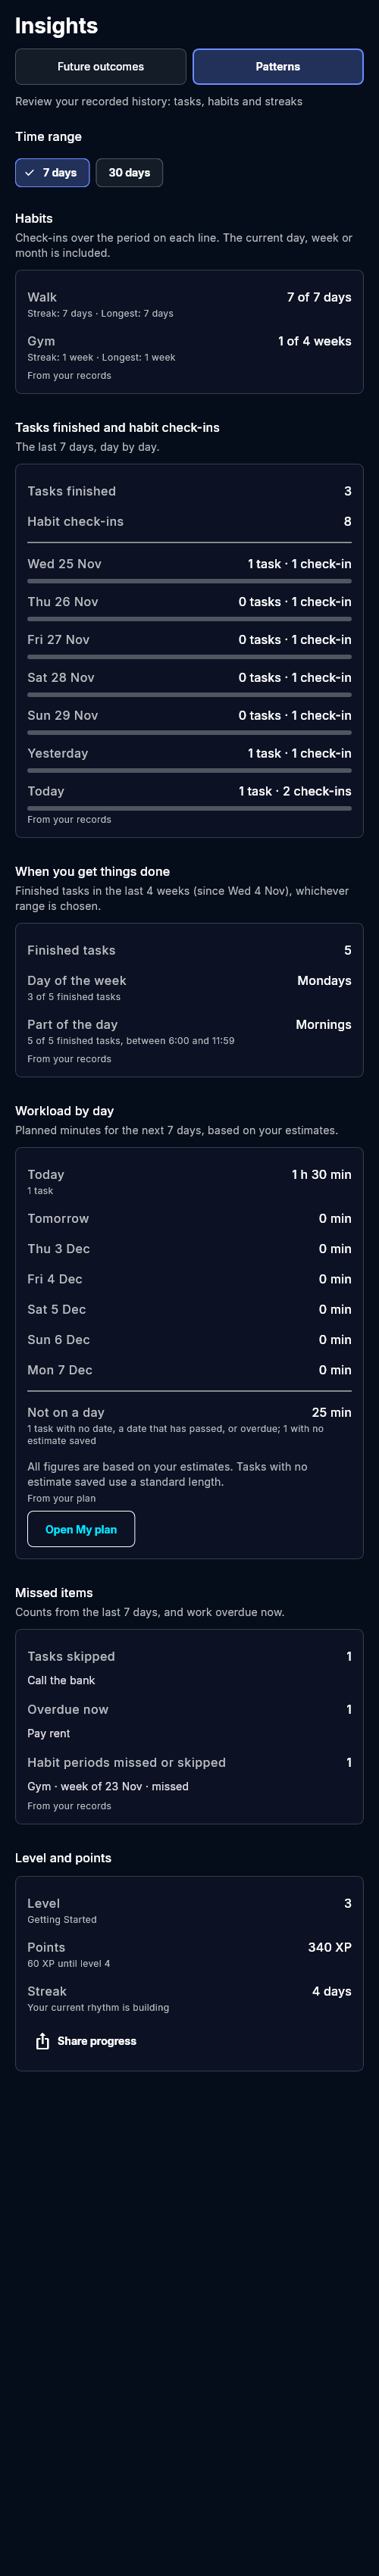 Insights
Future outcomes
Patterns
Review your recorded history: tasks, habits and streaks
Time range
7 days
30 days
Habits
Check-ins over the period on each line. The current day, week or
month is included.
Walk
7 of 7 days
Streak: 7 days · Longest: 7 days
Gym
1 of 4 weeks
Streak: 1 week · Longest: 1 week
From your records
Tasks finished and habit check-ins
The last 7 days, day by day.
Tasks finished
3
Habit check-ins
8
Wed 25 Nov
1 task · 1 check-in
Thu 26 Nov
0 tasks · 1 check-in
Fri 27 Nov
0 tasks · 1 check-in
Sat 28 Nov
0 tasks · 1 check-in
Sun 29 Nov
0 tasks · 1 check-in
Yesterday
1 task · 1 check-in
Today
1 task · 2 check-ins
From your records
When you get things done
Finished tasks in the last 4 weeks (since Wed 4 Nov), whichever
range is chosen.
Finished tasks
5
Day of the week
Mondays
3 of 5 finished tasks
Part of the day
Mornings
5 of 5 finished tasks, between 6:00 and 11:59
From your records
Workload by day
Planned minutes for the next 7 days, based on your estimates.
Today
1 h 30 min
1 task
Tomorrow
0 min
Thu 3 Dec
0 min
Fri 4 Dec
0 min
Sat 5 Dec
0 min
Sun 6 Dec
0 min
Mon 7 Dec
0 min
Not on a day
25 min
1 task with no date, a date that has passed, or overdue; 1 with no
estimate saved
All figures are based on your estimates. Tasks with no
estimate saved use a standard length.
From your plan
Open My plan
Missed items
Counts from the last 7 days, and work overdue now.
Tasks skipped
1
Call the bank
Overdue now
1
Pay rent
Habit periods missed or skipped
1
Gym · week of 23 Nov · missed
From your records
Level and points
Level
3
Getting Started
Points
340 XP
60 XP until level 4
Streak
4 days
Your current rhythm is building
Share progress